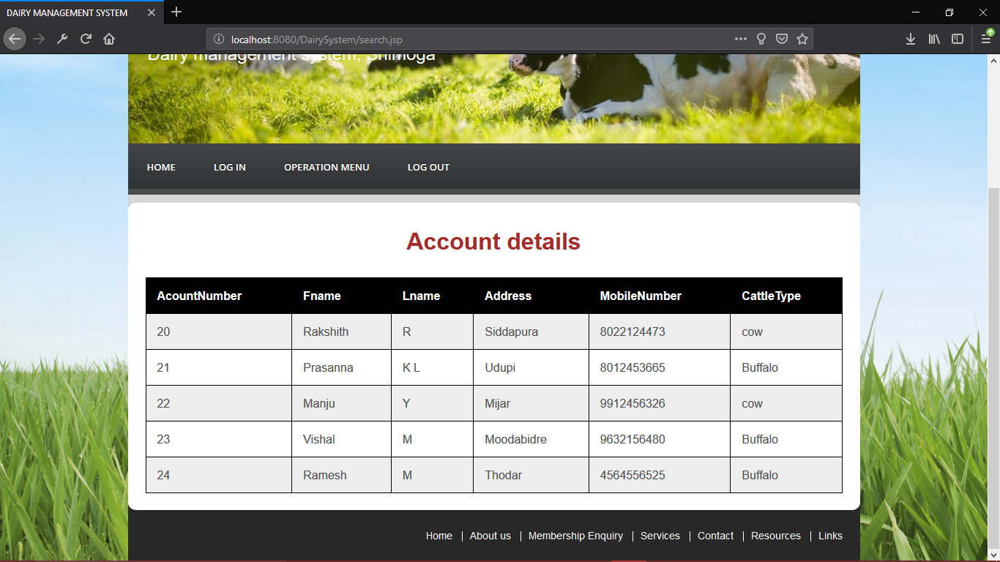 DAIRY MANAGEMENT SYSTEM
localhost:8080/DairySystem/search.jsp
Dairy management system, Shimoga
HOME LOG IN OPERATION MENU LOG OUT
Account details
AcountNumber Fname Lname Address MobileNumber CattleType
20 Rakshith R Siddapura 8022124473 cow
21 Prasanna K L Udupi 8012453665 Buffalo
22 Manju Y Mijar 9912456326 cow
23 Vishal M Moodabidre 9632156480 Buffalo
24 Ramesh M Thodar 4564556525 Buffalo
Home | About us | Membership Enquiry | Services | Contact | Resources | Links